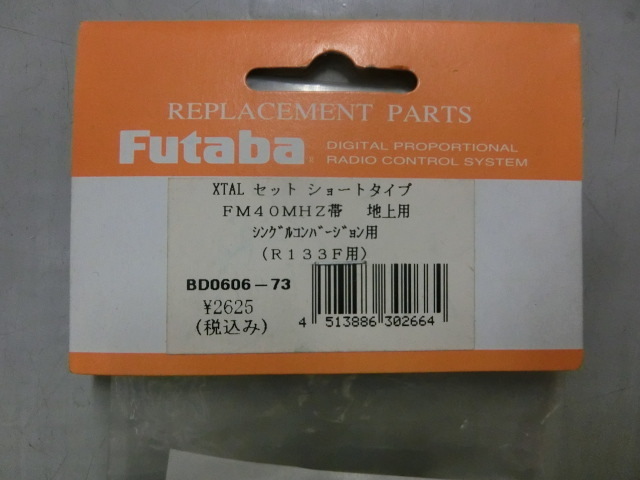 REPLACEMENT PARTS
Futaba® DIGITAL PROPORTIONAL
RADIO CONTROL SYSTEM
XTAL セット ショートタイプ
FM40MHZ帯 地上用
ｼﾝｸﾞﾙｺﾝﾊﾞｰｼﾞｮﾝ用
(R133F用)
BD0606-73
¥2625
(税込み)
4 513886 302664